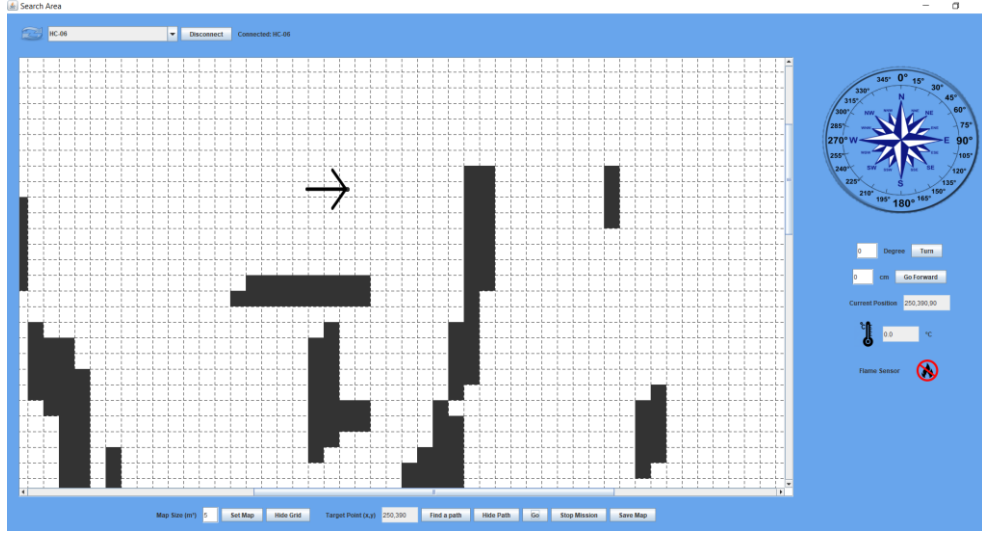 Search Area
HC-06 Disconnect Connected: HC-06
0° 15° 30° 45° 60° 75° 90° 105° 120° 135° 150° 165° 180° 195° 210° 225° 240° 255° 270° 285° 300° 315° 330° 345°
N NE E SE S SW W NW
0 Degree Turn
0 cm Go Forward
Current Position 250,390,90
°C 0.0 °C
Flame Sensor
Map Size (m²) 5 Set Map Hide Grid Target Point (x,y) 250,390 Find a path Hide Path Go Stop Mission Save Map